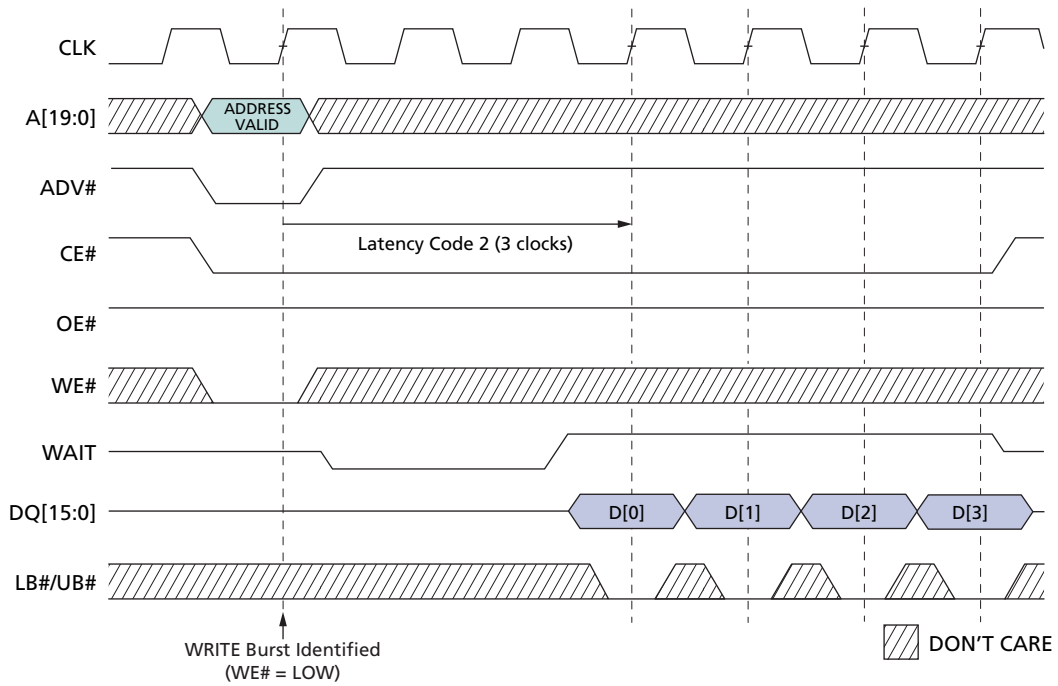 CLK
A[19:0]
ADDRESS
VALID
ADV#
Latency Code 2 (3 clocks)
CE#
OE#
WE#
WAIT
DQ[15:0]
D[0]
D[1]
D[2]
D[3]
LB#/UB#
WRITE Burst Identified
(WE# = LOW)
DON'T CARE